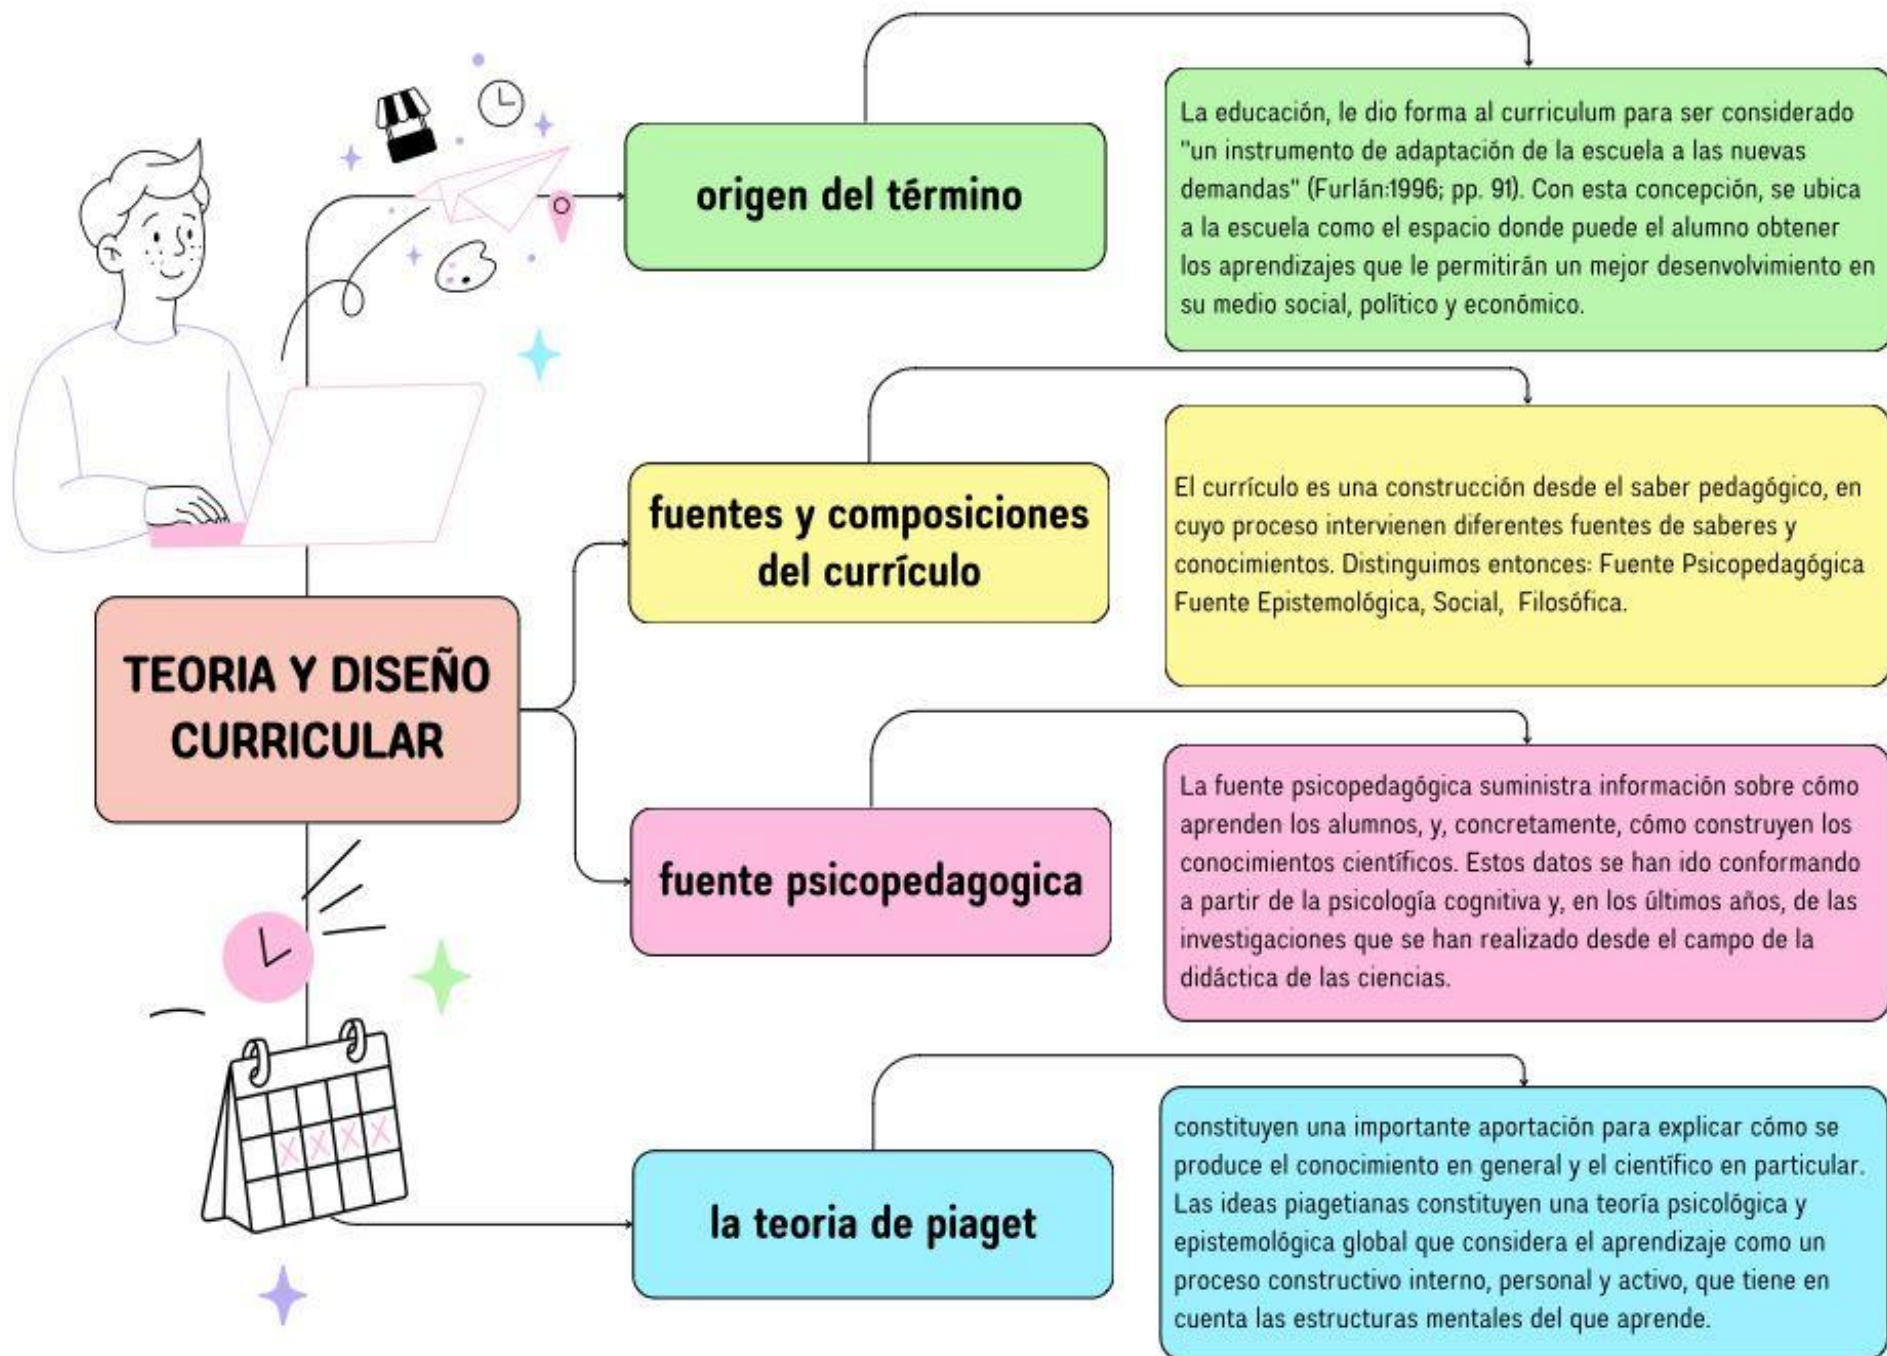 origen del término
La educación, le dio forma al curriculum para ser considerado
"un instrumento de adaptación de la escuela a las nuevas
demandas" (Furlán:1996; pp. 91). Con esta concepción, se ubica
a la escuela como el espacio donde puede el alumno obtener
los aprendizajes que le permitirán un mejor desenvolvimiento en
su medio social, político y económico.
TEORIA Y DISEÑO
CURRICULAR
fuentes y composiciones
del currículo
El currículo es una construcción desde el saber pedagógico, en
cuyo proceso intervienen diferentes fuentes de saberes y
conocimientos. Distinguimos entonces: Fuente Psicopedagógica
Fuente Epistemológica, Social, Filosófica.
fuente psicopedagogica
La fuente psicopedagógica suministra información sobre cómo
aprenden los alumnos, y, concretamente, cómo construyen los
conocimientos científicos. Estos datos se han ido conformando
a partir de la psicología cognitiva y, en los últimos años, de las
investigaciones que se han realizado desde el campo de la
didáctica de las ciencias.
la teoria de piaget
constituyen una importante aportación para explicar cómo se
produce el conocimiento en general y el científico en particular.
Las ideas piagetianas constituyen una teoría psicológica y
epistemológica global que considera el aprendizaje como un
proceso constructivo interno, personal y activo, que tiene en
cuenta las estructuras mentales del que aprende.